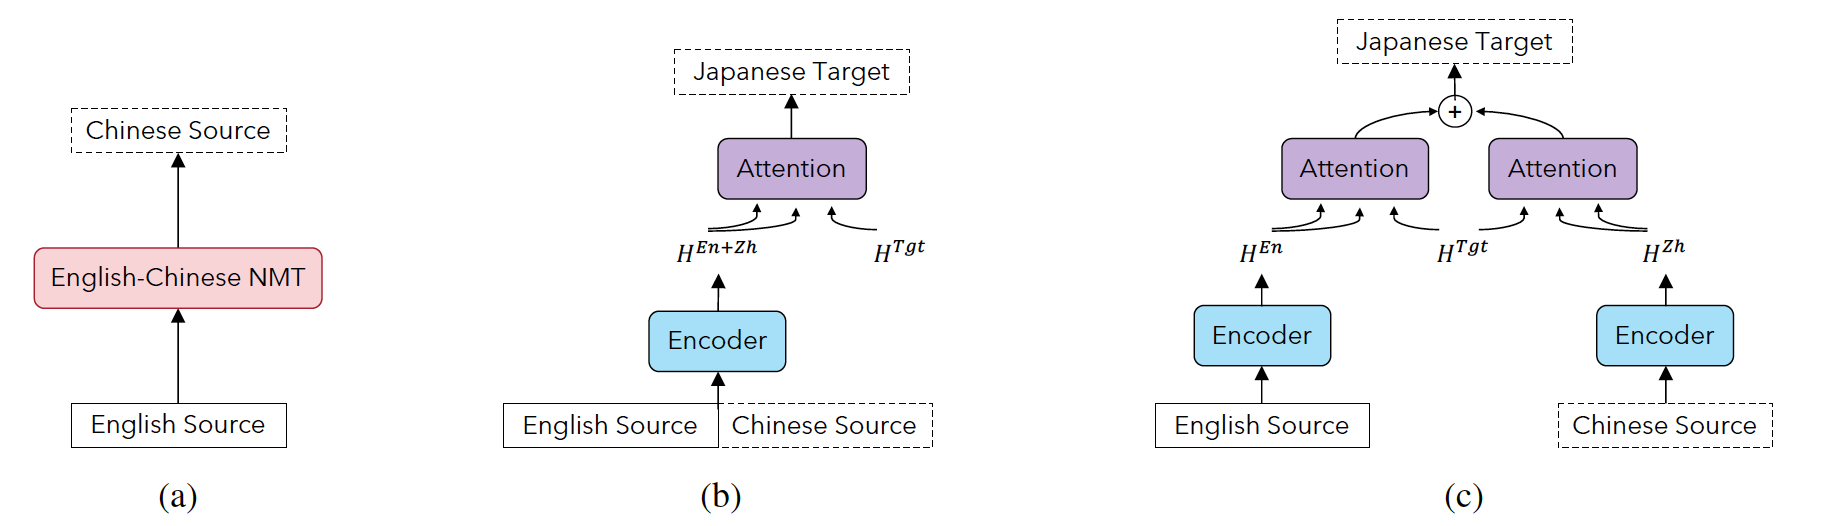 Chinese Source
English-Chinese NMT
English Source
(a)
Japanese Target
Attention
H^{En+Zh} H^{Tgt}
Encoder
English Source Chinese Source
(b)
Japanese Target
+
Attention Attention
H^{En} H^{Tgt} H^{Zh}
Encoder Encoder
English Source Chinese Source
(c)